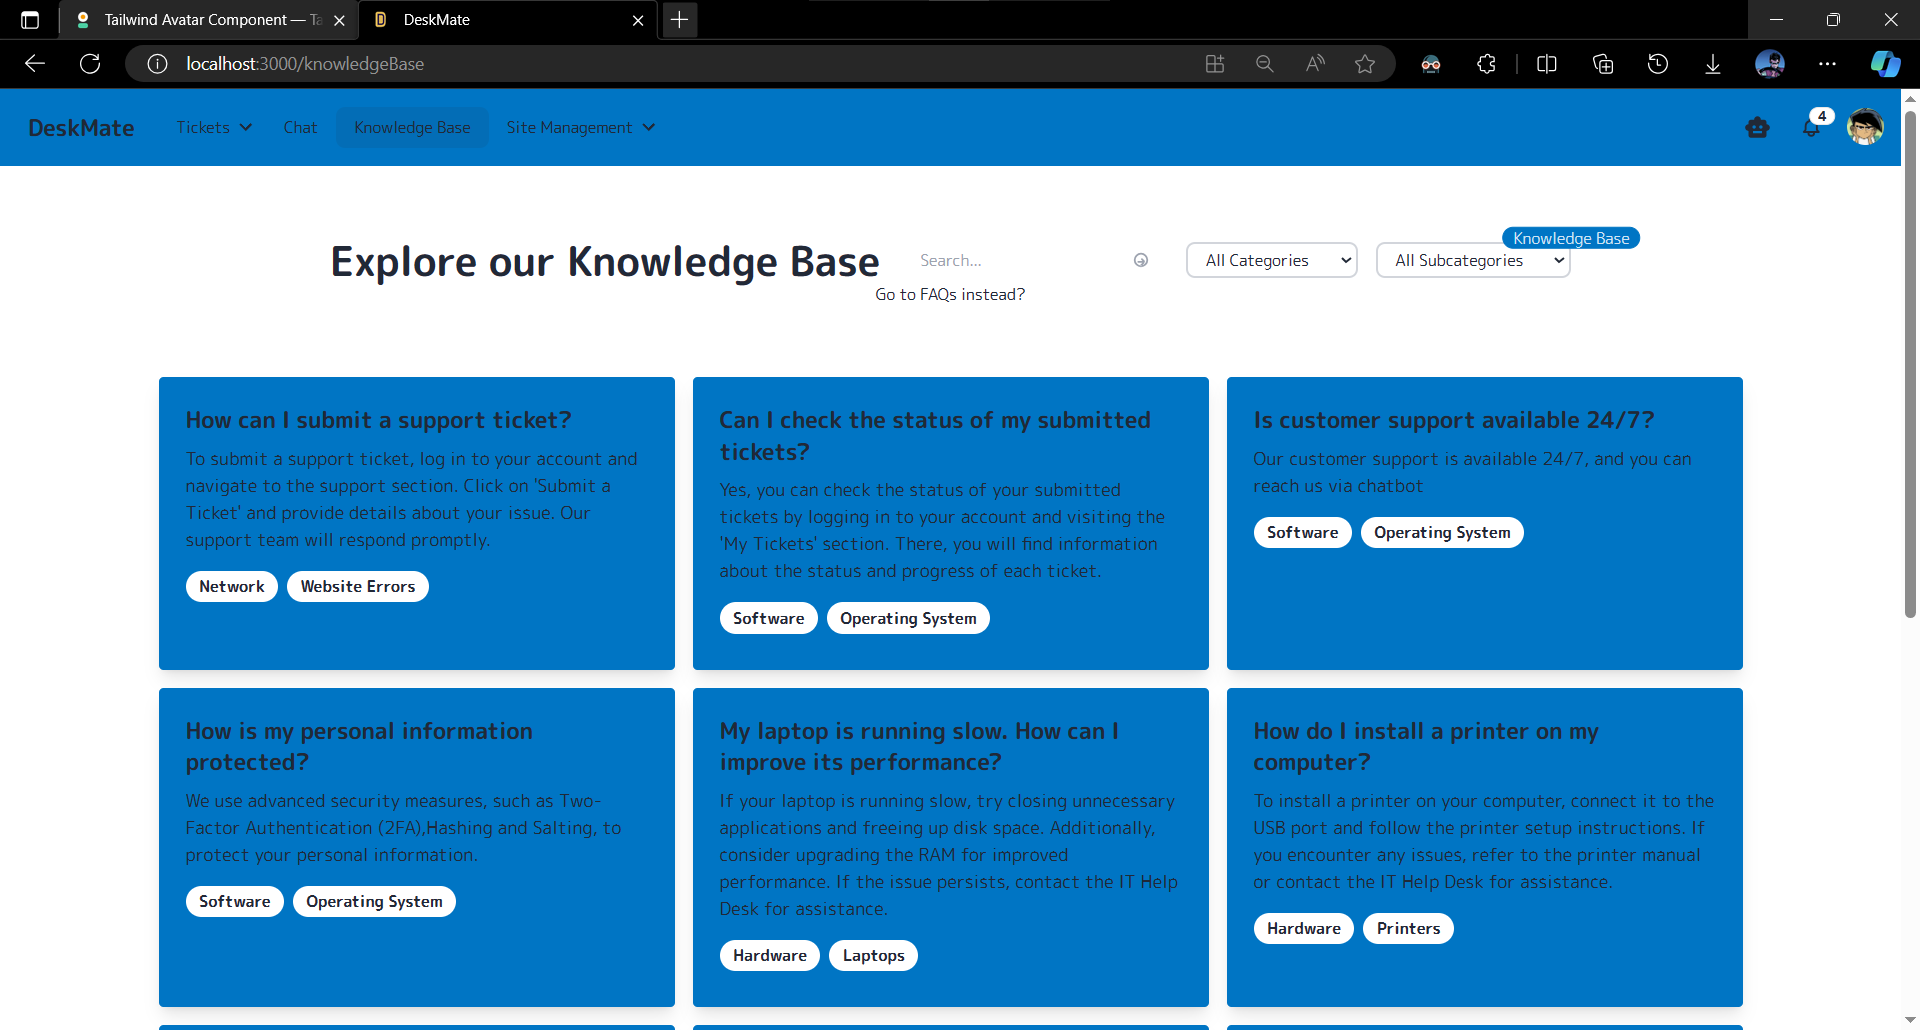 Tailwind Avatar Component — Ta
DeskMate
localhost:3000/knowledgeBase
DeskMate
Tickets
Chat
Knowledge Base
Site Management
4
Explore our Knowledge Base
Search...
All Categories
All Subcategories
Knowledge Base
Go to FAQs instead?
How can I submit a support ticket?
To submit a support ticket, log in to your account and
navigate to the support section. Click on 'Submit a
Ticket' and provide details about your issue. Our
support team will respond promptly.
Network
Website Errors
Can I check the status of my submitted
tickets?
Yes, you can check the status of your submitted
tickets by logging in to your account and visiting the
'My Tickets' section. There, you will find information
about the status and progress of each ticket.
Software
Operating System
Is customer support available 24/7?
Our customer support is available 24/7, and you can
reach us via chatbot
Software
Operating System
How is my personal information
protected?
We use advanced security measures, such as Two-
Factor Authentication (2FA),Hashing and Salting, to
protect your personal information.
Software
Operating System
My laptop is running slow. How can I
improve its performance?
If your laptop is running slow, try closing unnecessary
applications and freeing up disk space. Additionally,
consider upgrading the RAM for improved
performance. If the issue persists, contact the IT Help
Desk for assistance.
Hardware
Laptops
How do I install a printer on my
computer?
To install a printer on your computer, connect it to the
USB port and follow the printer setup instructions. If
you encounter any issues, refer to the printer manual
or contact the IT Help Desk for assistance.
Hardware
Printers